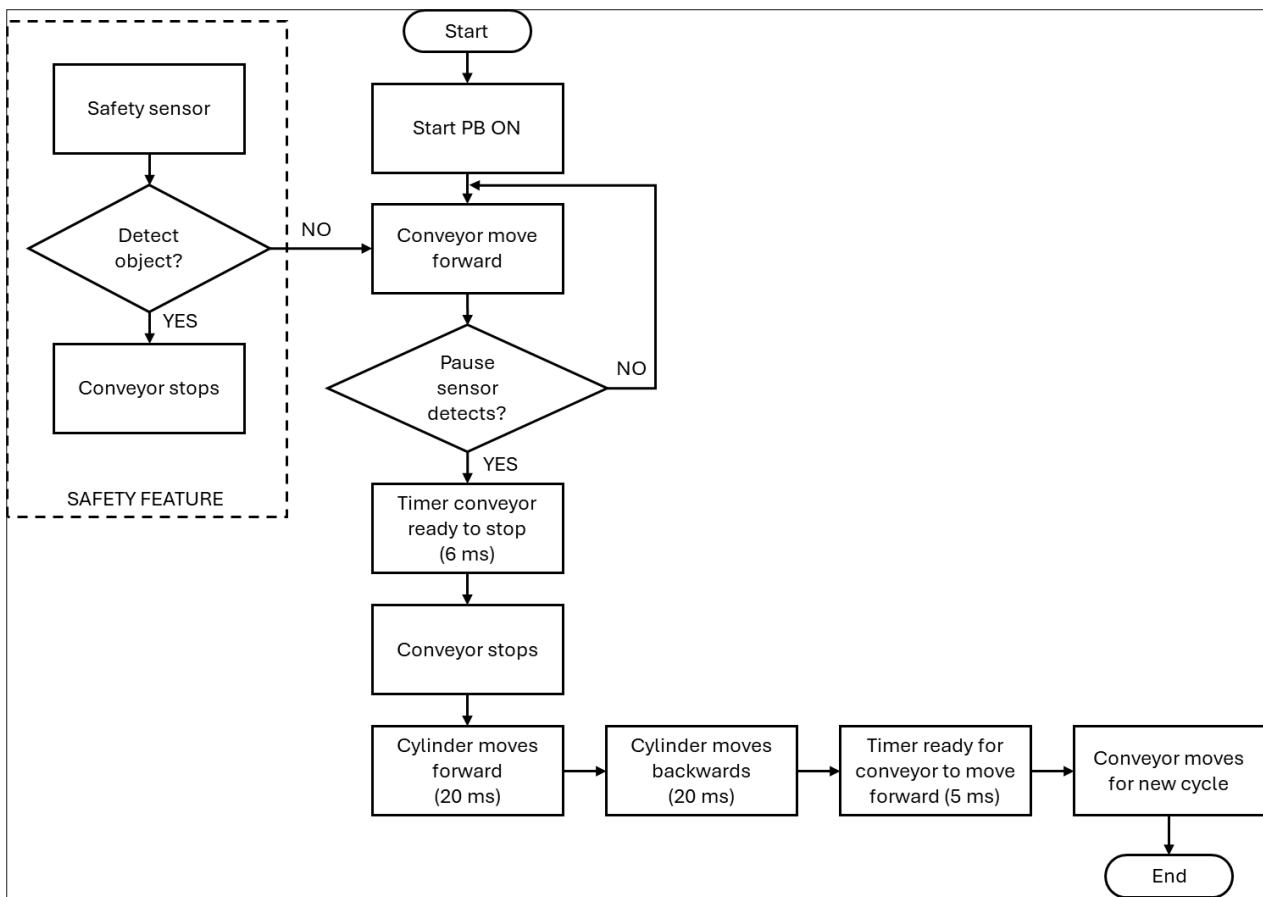 Start
Safety sensor
Start PB ON
Detect
object?
NO
Conveyor move
forward
YES
Conveyor stops
SAFETY FEATURE
Pause
sensor
detects?
NO
YES
Timer conveyor
ready to stop
(6 ms)
Conveyor stops
Cylinder moves
forward
(20 ms)
Cylinder moves
backwards
(20 ms)
Timer ready for
conveyor to move
forward (5 ms)
Conveyor moves
for new cycle
End